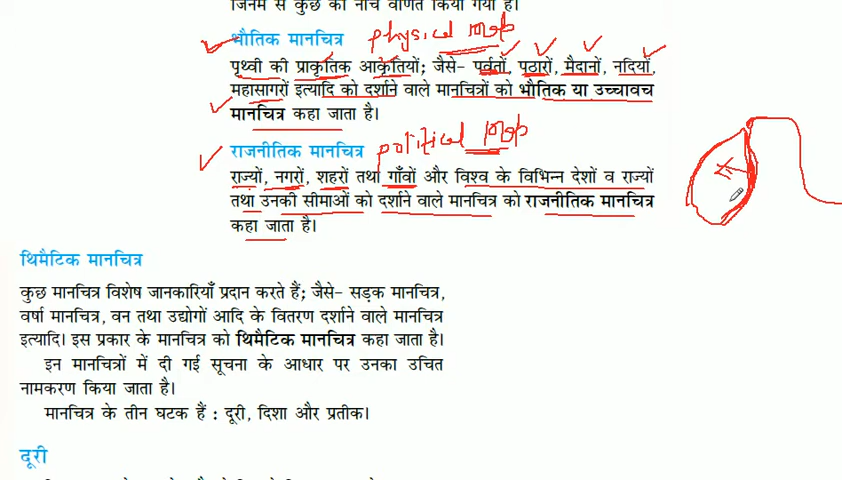 जिनमें से कुछ को नीचे वर्णित किया गया है।
भौतिक मानचित्र physical map
पृथ्वी की प्राकृतिक आकृतियों; जैसे– पर्वतों, पठारों, मैदानों, नदियों,
महासागरों इत्यादि को दर्शाने वाले मानचित्रों को भौतिक या उच्चावच
मानचित्र कहा जाता है।
राजनीतिक मानचित्र political map
राज्यों, नगरों, शहरों तथा गाँवों और विश्व के विभिन्न देशों व राज्यों
तथा उनकी सीमाओं को दर्शाने वाले मानचित्र को राजनीतिक मानचित्र
कहा जाता है।
थिमैटिक मानचित्र
कुछ मानचित्र विशेष जानकारियाँ प्रदान करते हैं; जैसे– सड़क मानचित्र,
वर्षा मानचित्र, वन तथा उद्योगों आदि के वितरण दर्शाने वाले मानचित्र
इत्यादि। इस प्रकार के मानचित्र को थिमैटिक मानचित्र कहा जाता है।
इन मानचित्रों में दी गई सूचना के आधार पर उनका उचित
नामकरण किया जाता है।
मानचित्र के तीन घटक हैं : दूरी, दिशा और प्रतीक।
दूरी